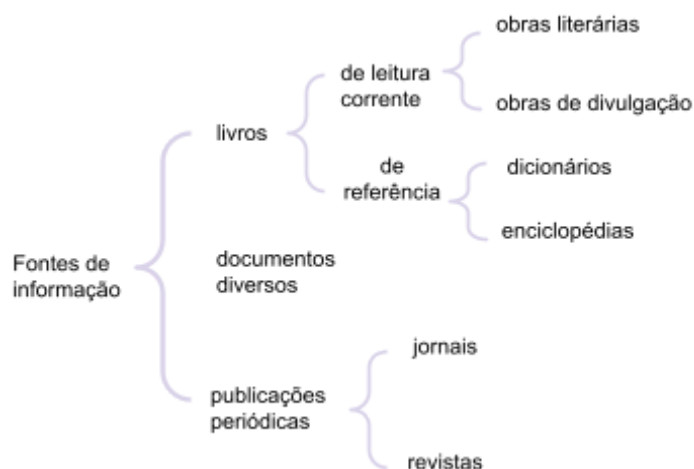 obras literárias
de leitura
corrente
obras de divulgação
livros
de
referência
dicionários
enciclopédias
Fontes de
informação
documentos
diversos
jornais
publicações
periódicas
revistas